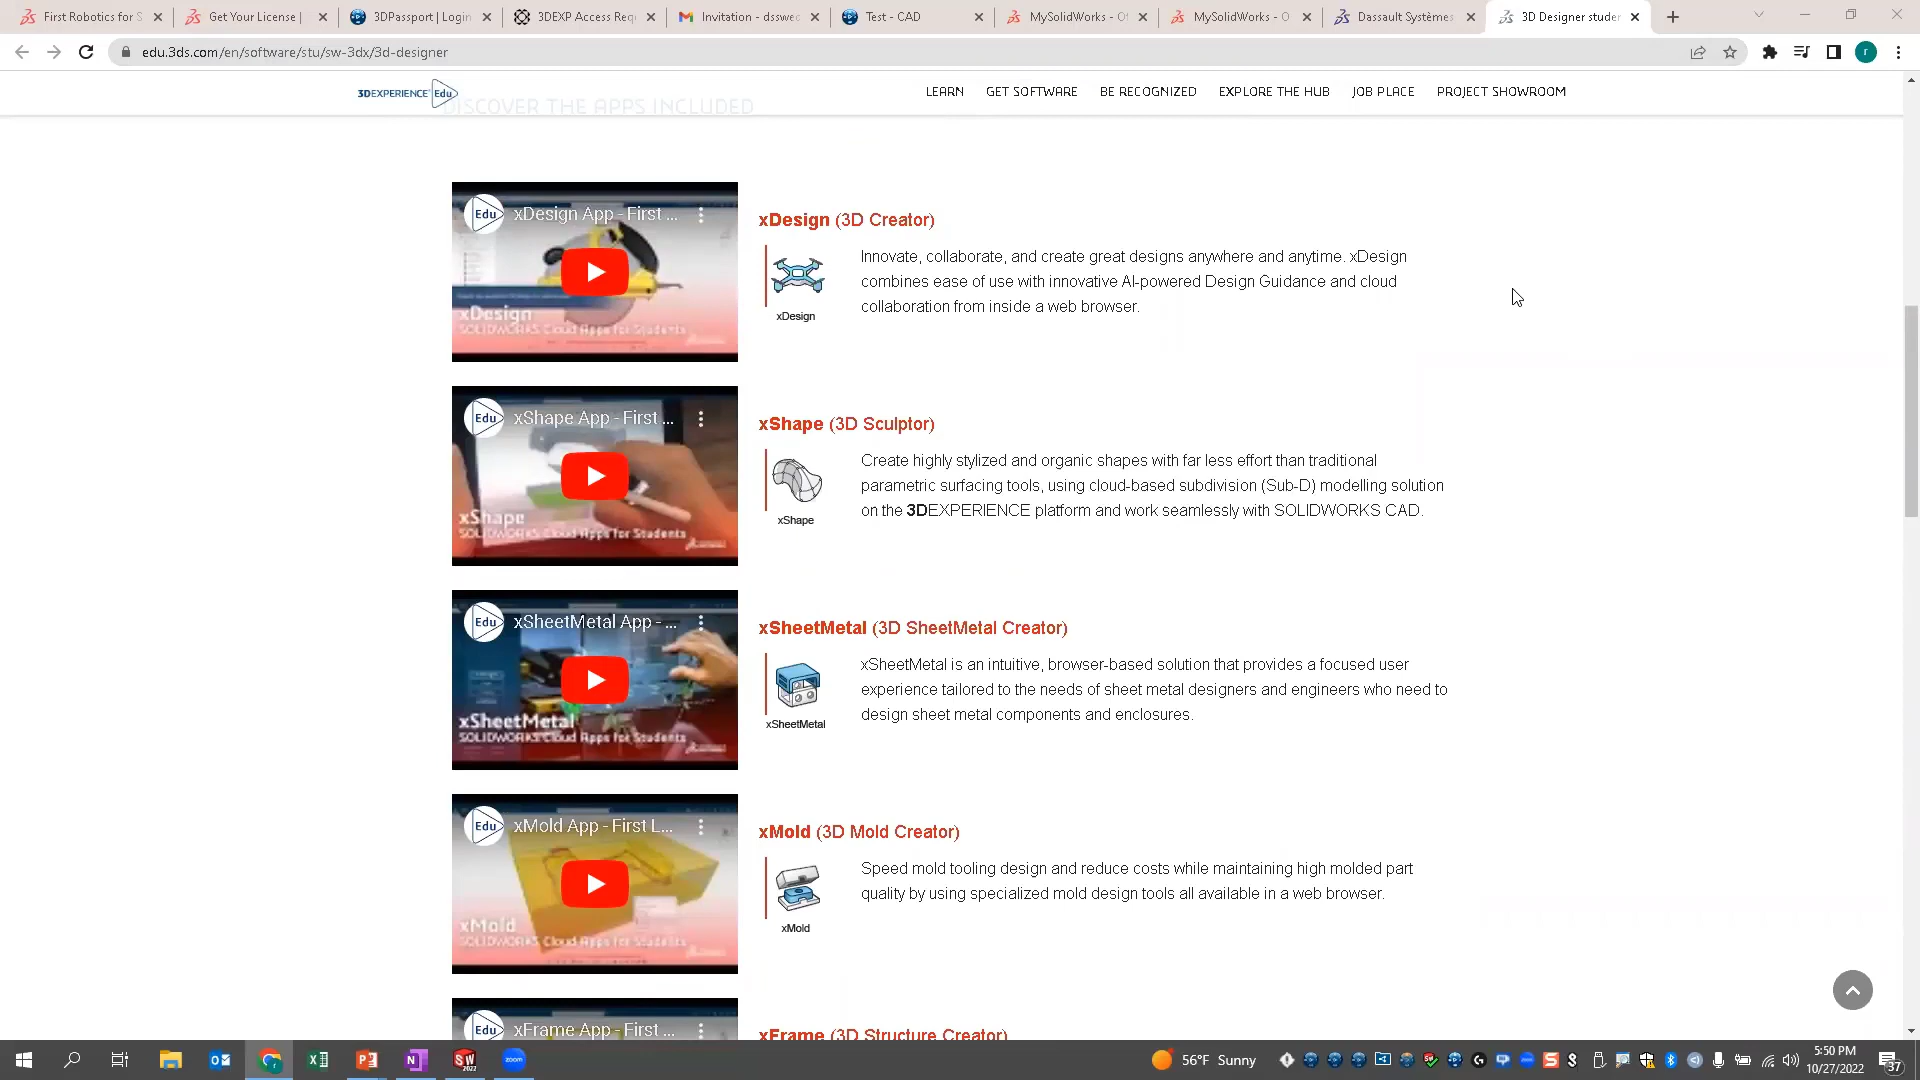 First Robotics for S
Get Your License |
3DPassport | Login
3DEXP Access Req
Invitation - dsswec
Test - CAD
MySolidWorks - Of
MySolidWorks - O
Dassault Systèmes
3D Designer studer
edu.3ds.com/en/software/stu/sw-3dx/3d-designer
r
3DEXPERIENCE Edu
LEARN GET SOFTWARE BE RECOGNIZED EXPLORE THE HUB JOB PLACE PROJECT SHOWROOM
DISCOVER THE APPS INCLUDED
Edu xDesign App - First ...
xDesign
SOLIDWORKS Cloud Apps for Students
xDesign (3D Creator)
Innovate, collaborate, and create great designs anywhere and anytime. xDesign
combines ease of use with innovative AI-powered Design Guidance and cloud
collaboration from inside a web browser.
xDesign
Edu xShape App - First ...
xShape
SOLIDWORKS Cloud Apps for Students
xShape (3D Sculptor)
Create highly stylized and organic shapes with far less effort than traditional
parametric surfacing tools, using cloud-based subdivision (Sub-D) modelling solution
on the 3DEXPERIENCE platform and work seamlessly with SOLIDWORKS CAD.
xShape
Edu xSheetMetal App - ...
xSheetMetal
SOLIDWORKS Cloud Apps for Students
xSheetMetal (3D SheetMetal Creator)
xSheetMetal is an intuitive, browser-based solution that provides a focused user
experience tailored to the needs of sheet metal designers and engineers who need to
design sheet metal components and enclosures.
xSheetMetal
Edu xMold App - First L...
xMold
SOLIDWORKS Cloud Apps for Students
xMold (3D Mold Creator)
Speed mold tooling design and reduce costs while maintaining high molded part
quality by using specialized mold design tools all available in a web browser.
xMold
Edu xFrame App - First ...
xFrame (3D Structure Creator)
56°F Sunny
5:50 PM
10/27/2022
37